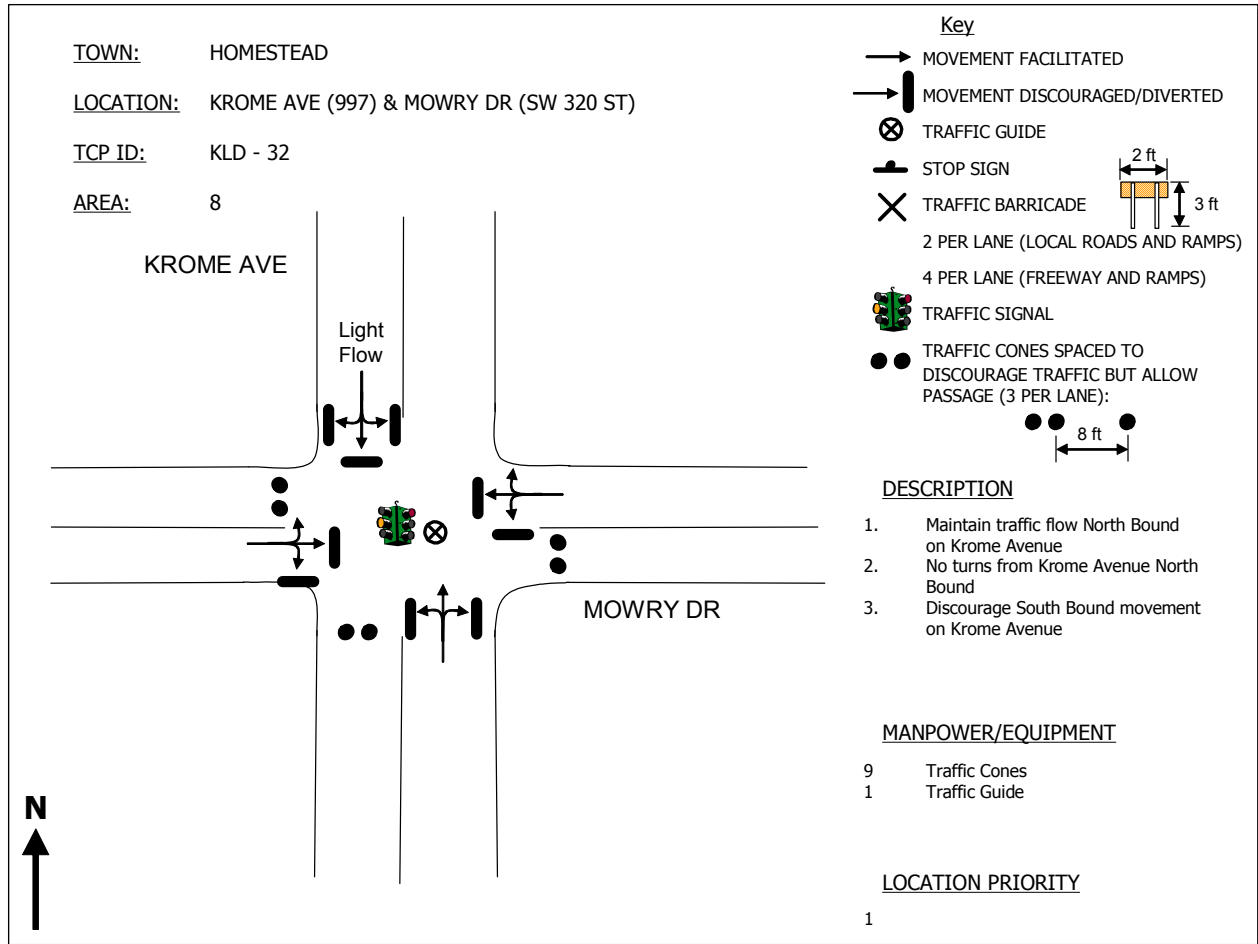 TOWN: HOMESTEAD
LOCATION: KROME AVE (997) & MOWRY DR (SW 320 ST)
TCP ID: KLD - 32
AREA: 8
KROME AVE
Light
Flow
MOWRY DR
N
Key
MOVEMENT FACILITATED
MOVEMENT DISCOURAGED/DIVERTED
TRAFFIC GUIDE
STOP SIGN
2 ft
TRAFFIC BARRICADE
3 ft
2 PER LANE (LOCAL ROADS AND RAMPS)
4 PER LANE (FREEWAY AND RAMPS)
TRAFFIC SIGNAL
TRAFFIC CONES SPACED TO
DISCOURAGE TRAFFIC BUT ALLOW
PASSAGE (3 PER LANE):
8 ft
DESCRIPTION
1. Maintain traffic flow North Bound
on Krome Avenue
2. No turns from Krome Avenue North
Bound
3. Discourage South Bound movement
on Krome Avenue
MANPOWER/EQUIPMENT
9 Traffic Cones
1 Traffic Guide
LOCATION PRIORITY
1